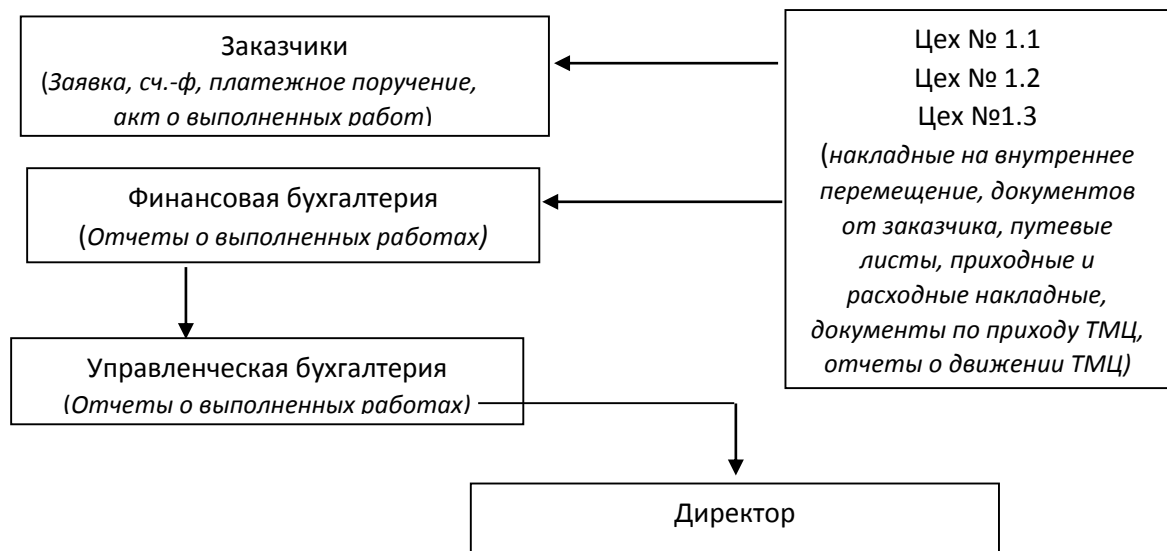 Заказчики
(Заявка, сч.-ф, платежное поручение,
акт о выполненных работ)
Финансовая бухгалтерия
(Отчеты о выполненных работах)
Управленческая бухгалтерия
(Отчеты о выполненных работах)
Цех № 1.1
Цех № 1.2
Цех №1.3
(накладные на внутреннее
перемещение, документов
от заказчика, путевые
листы, приходные и
расходные накладные,
документы по приходу ТМЦ,
отчеты о движении ТМЦ)
Директор